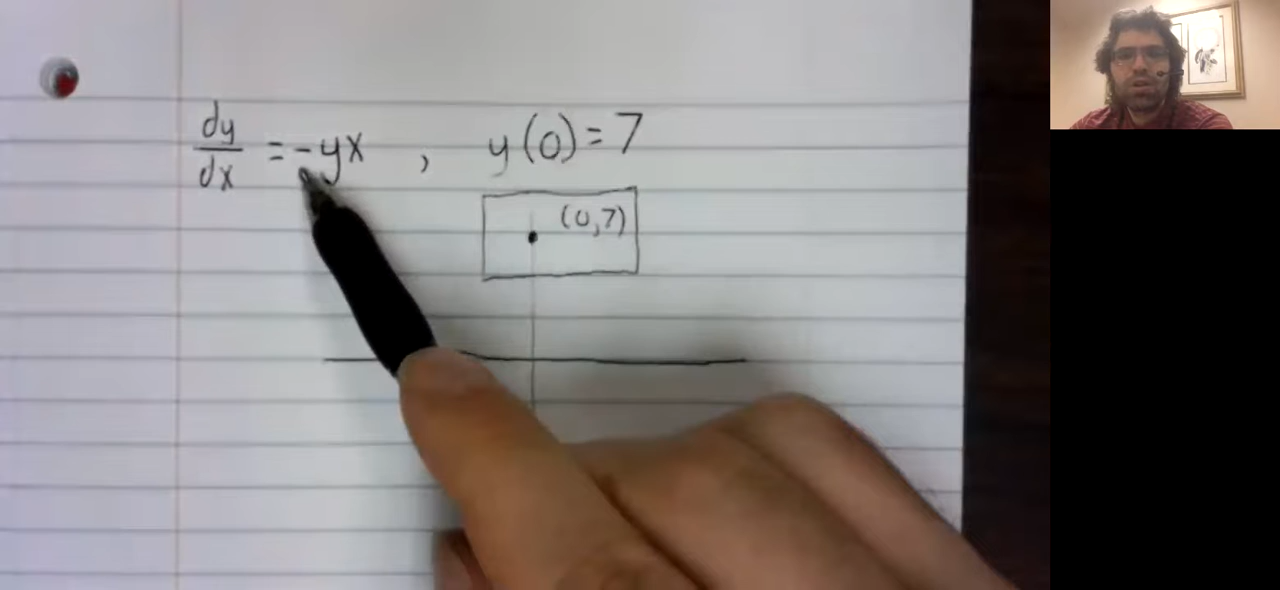 dy/dx = -yx , y(0) = 7
(0,7)